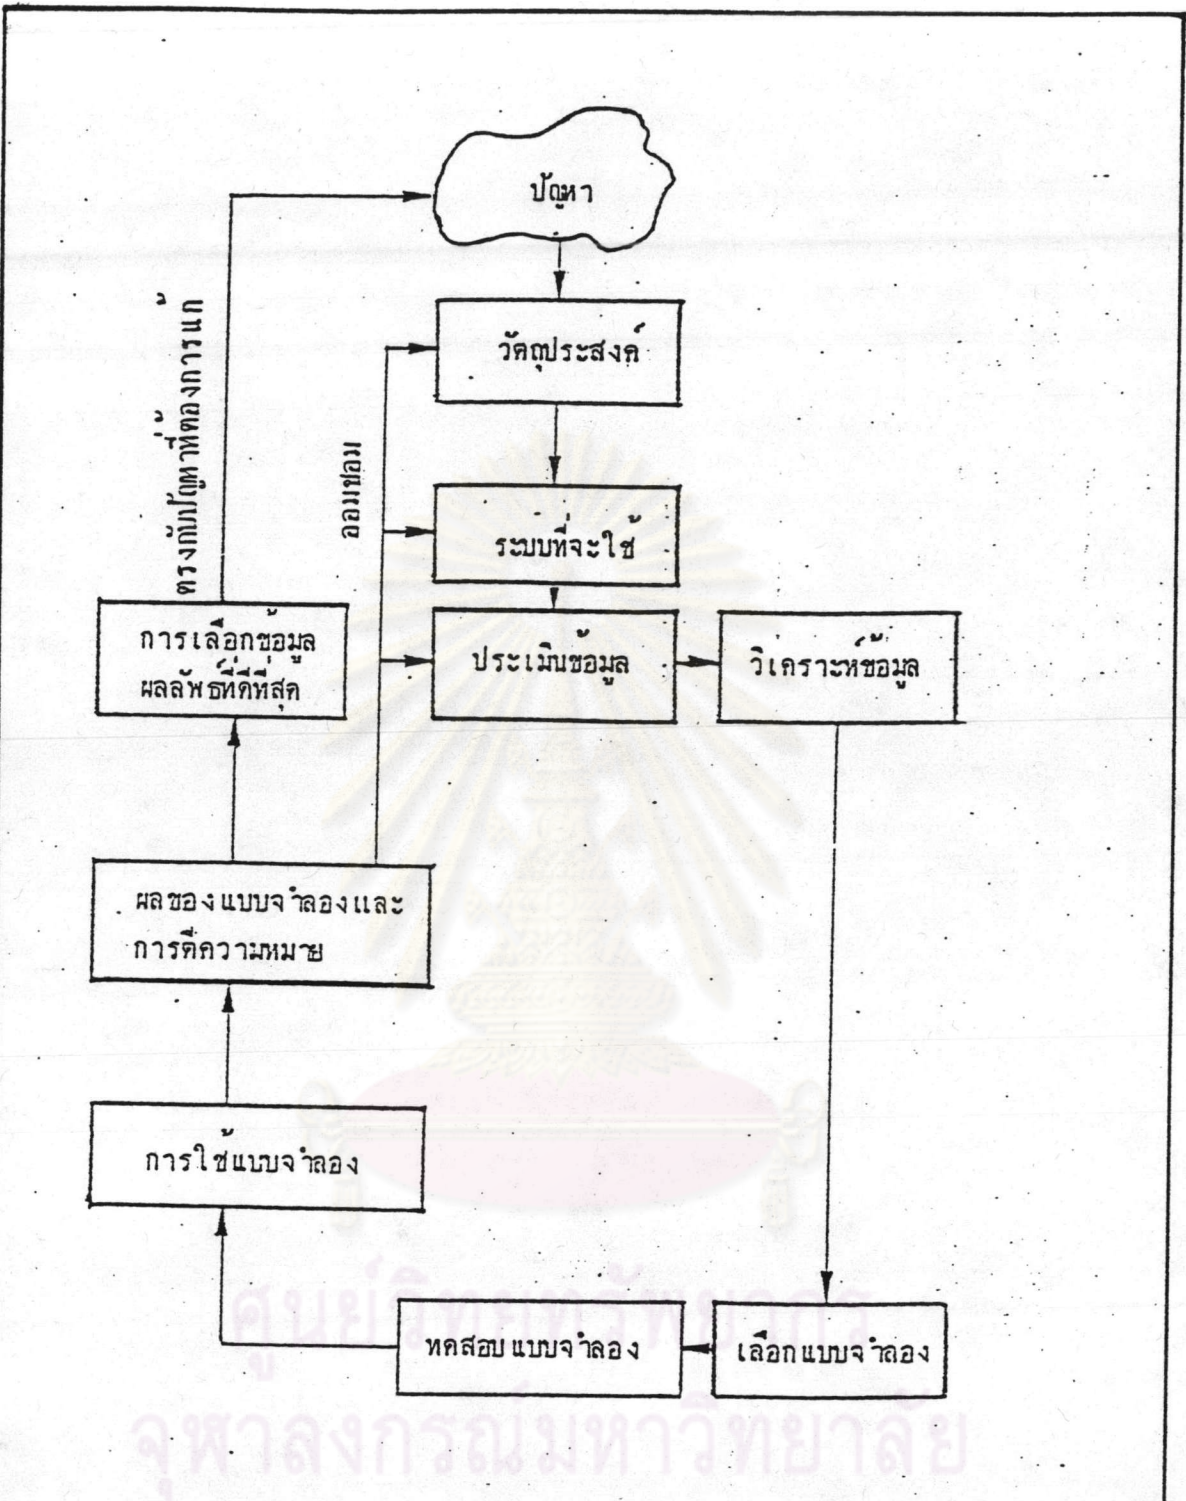 ปัญหา
วัตถุประสงค์
ระบบที่จะใช้
ประเมินข้อมูล
วิเคราะห์ข้อมูล
ตรงกับปัญหาที่ต้องการแก้
การเลือกข้อมูล
ผลลัพธ์ที่ดีที่สุด
ผลของแบบจำลองและ
การตีความหมาย
การใช้แบบจำลอง
ทดสอบแบบจำลอง
เลือกแบบจำลอง
ศูนย์วิทยทรัพยากร
จุฬาลงกรณ์มหาวิทยาลัย